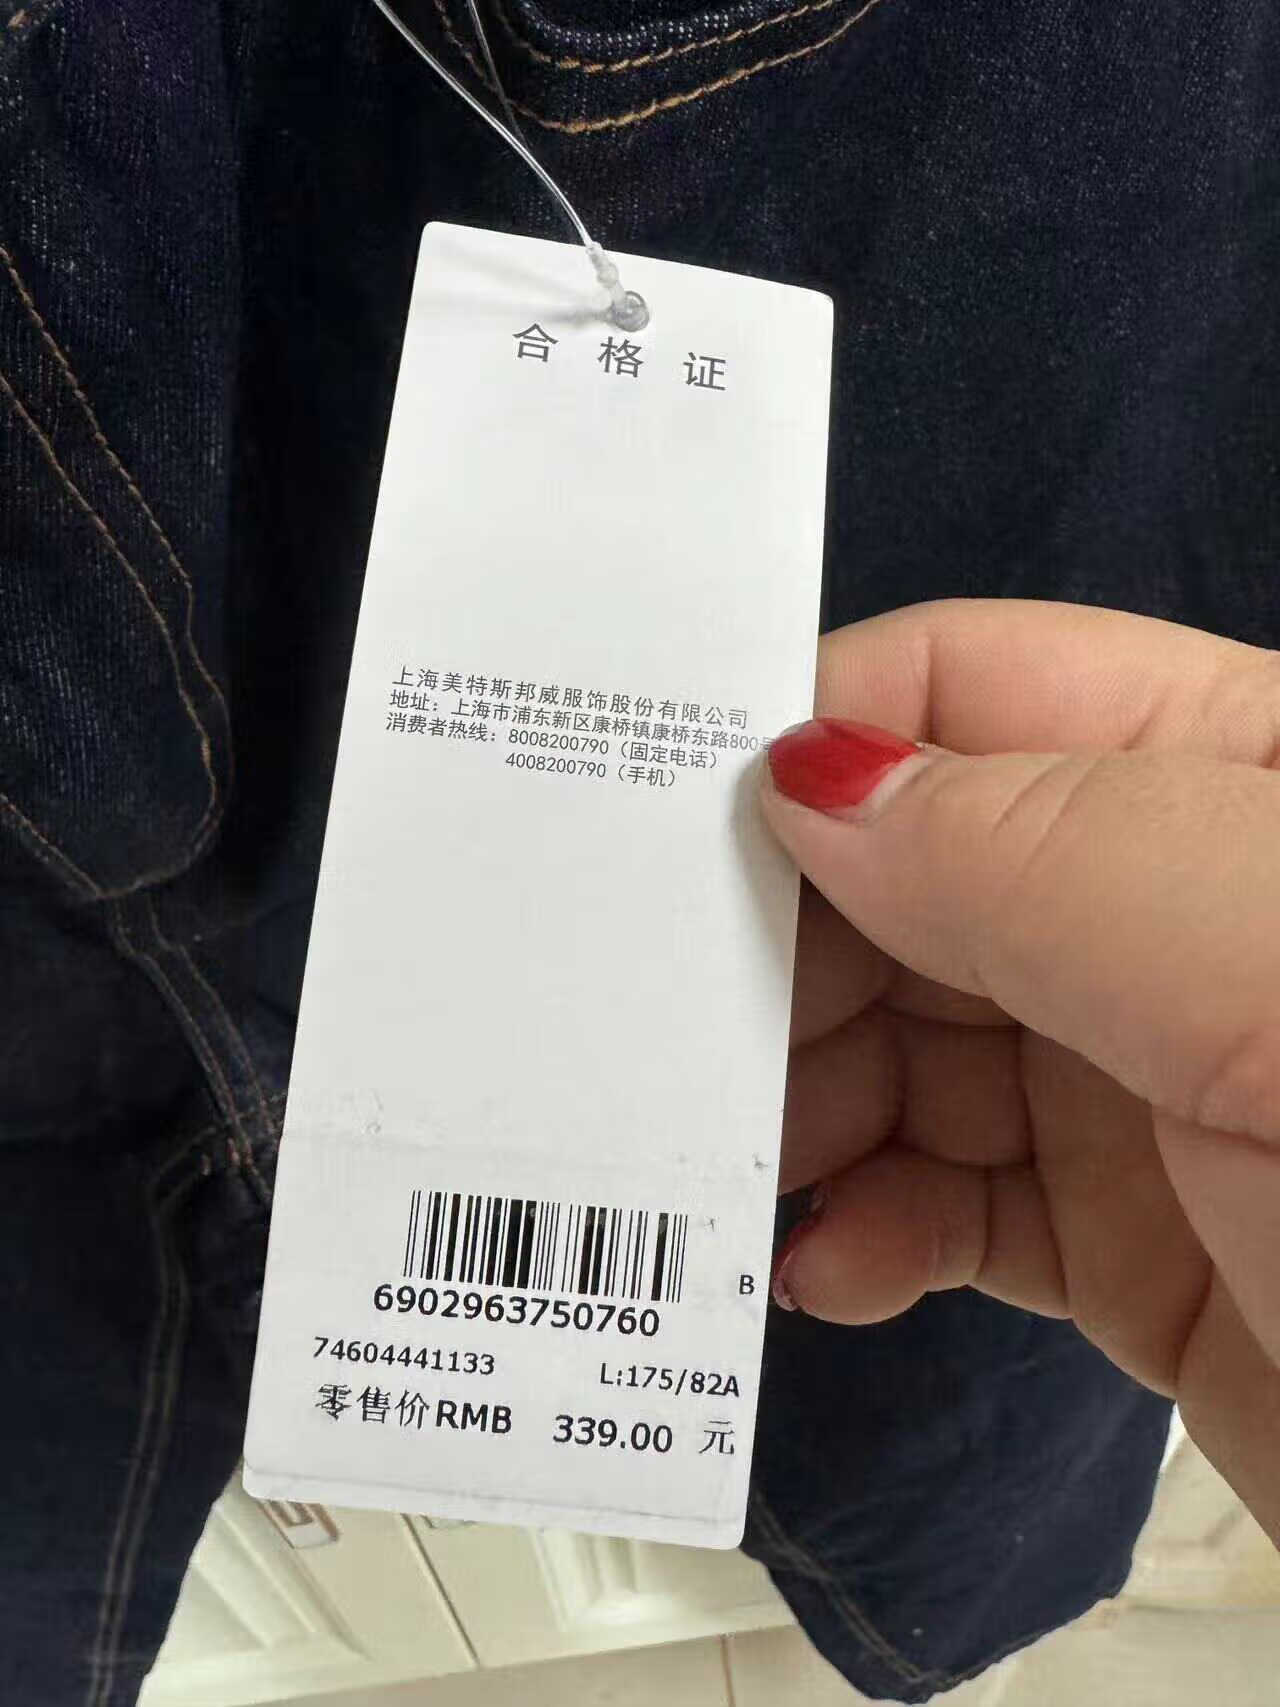 合格证
上海美特斯邦威服饰股份有限公司
地址：上海市浦东新区康桥镇康桥东路800号
消费者热线：8008200790（固定电话）
4008200790（手机）
B
6902963750760
74604441133 L:175/82A
零售价RMB 339.00 元